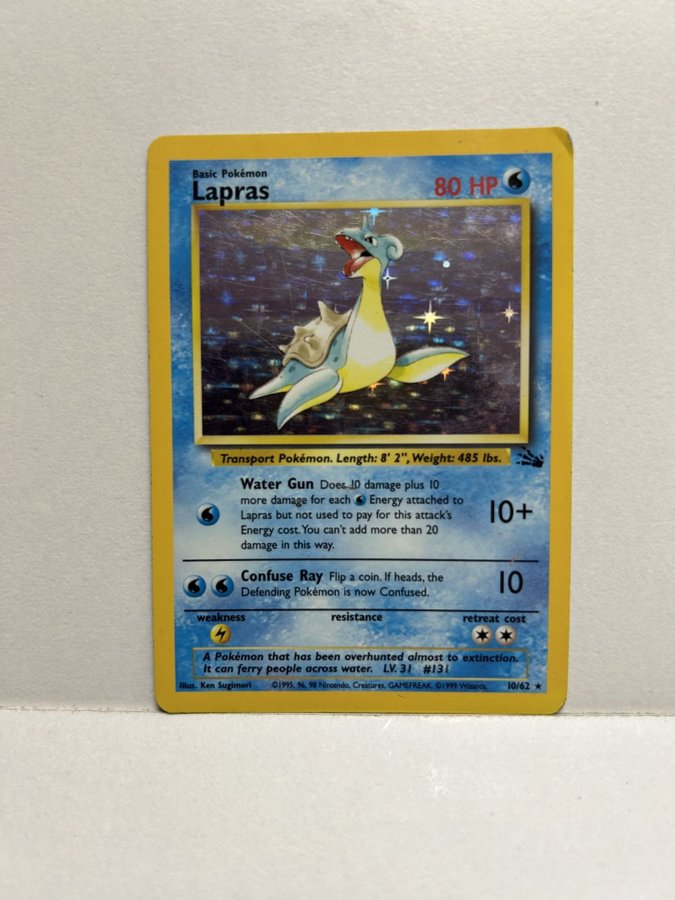 Basic Pokémon
Lapras
80 HP
Transport Pokémon. Length: 8' 2", Weight: 485 lbs.
Water Gun Does 10 damage plus 10
more damage for each Energy attached to
Lapras but not used to pay for this attack's
Energy cost. You can't add more than 20
damage in this way.
10+
Confuse Ray Flip a coin. If heads, the
Defending Pokémon is now Confused.
10
weakness
resistance
retreat cost
A Pokémon that has been overhunted almost to extinction.
It can ferry people across water. LV. 31 #131
Illus. Ken Sugimori ©1995, 96, 98 Nintendo, Creatures, GAMEFREAK. ©1999 Wizards. 10/62 ★